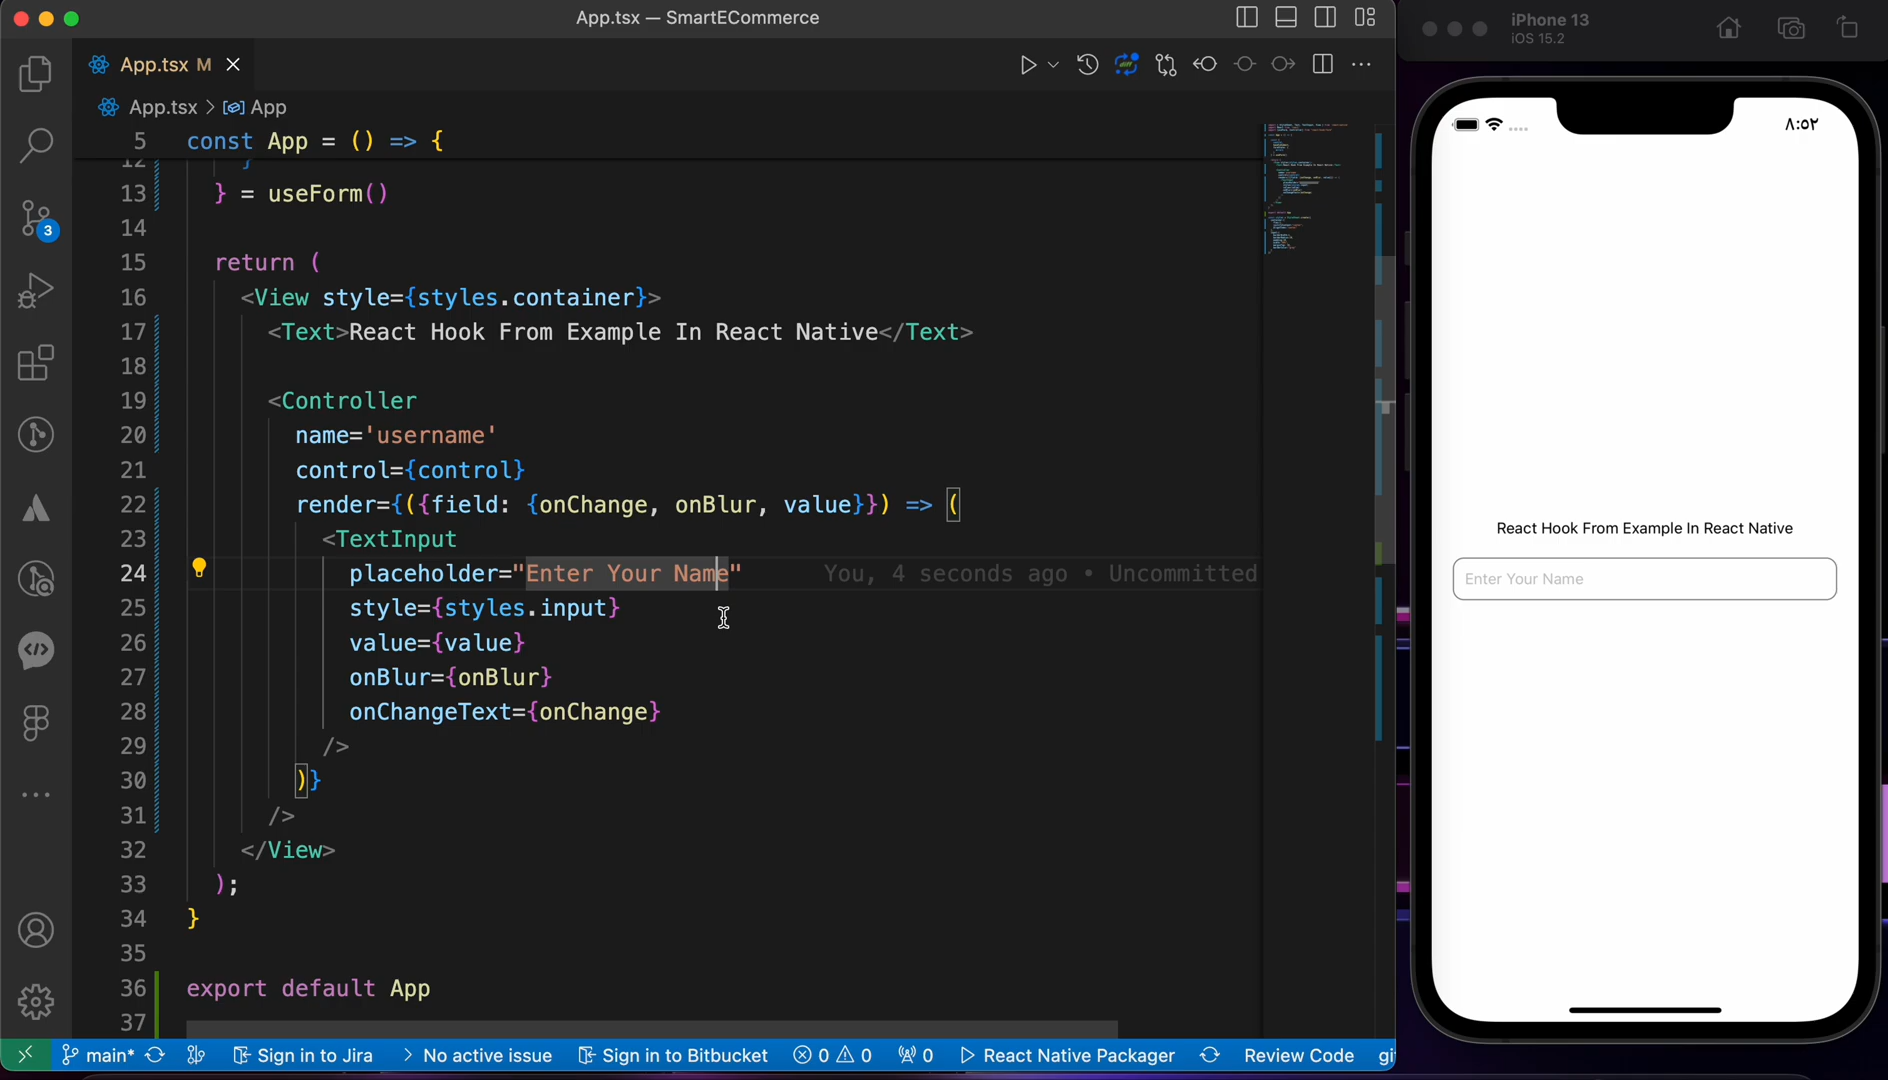 App.tsx — SmartECommerce
App.tsx M
App.tsx > App
5 const App = () => {
12 }
13 } = useForm()
14
15 return (
16 <View style={styles.container}>
17 <Text>React Hook From Example In React Native</Text>
18
19 <Controller
20 name='username'
21 control={control}
22 render={({field: {onChange, onBlur, value}}) => (
23 <TextInput
24 placeholder="Enter Your Name" You, 4 seconds ago • Uncommitted
25 style={styles.input}
26 value={value}
27 onBlur={onBlur}
28 onChangeText={onChange}
29 />
30 )}
31 />
32 </View>
33 );
34 }
35
36 export default App
37
3
main* Sign in to Jira > No active issue Sign in to Bitbucket 0 0 0 React Native Packager Review Code gi
iPhone 13
iOS 15.2
٨:٥٢
React Hook From Example In React Native
Enter Your Name